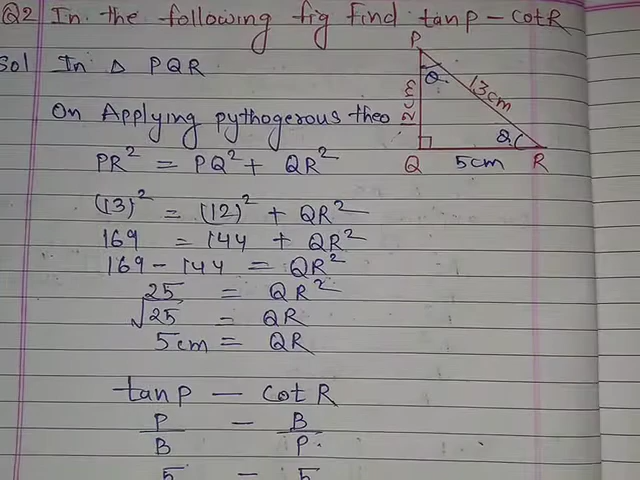 Q2 In the following fig Find tanP - CotR
Sol In △ PQR
On Applying pythogerous theo
PR² = PQ² + QR²
(13)² = (12)² + QR²
169 = 144 + QR²
169 - 144 = QR²
25 = QR²
√25 = QR
5cm = QR
tanP - cotR
P/B - B/P.
5 - 5
P
13cm
12cm
Q
5cm
R